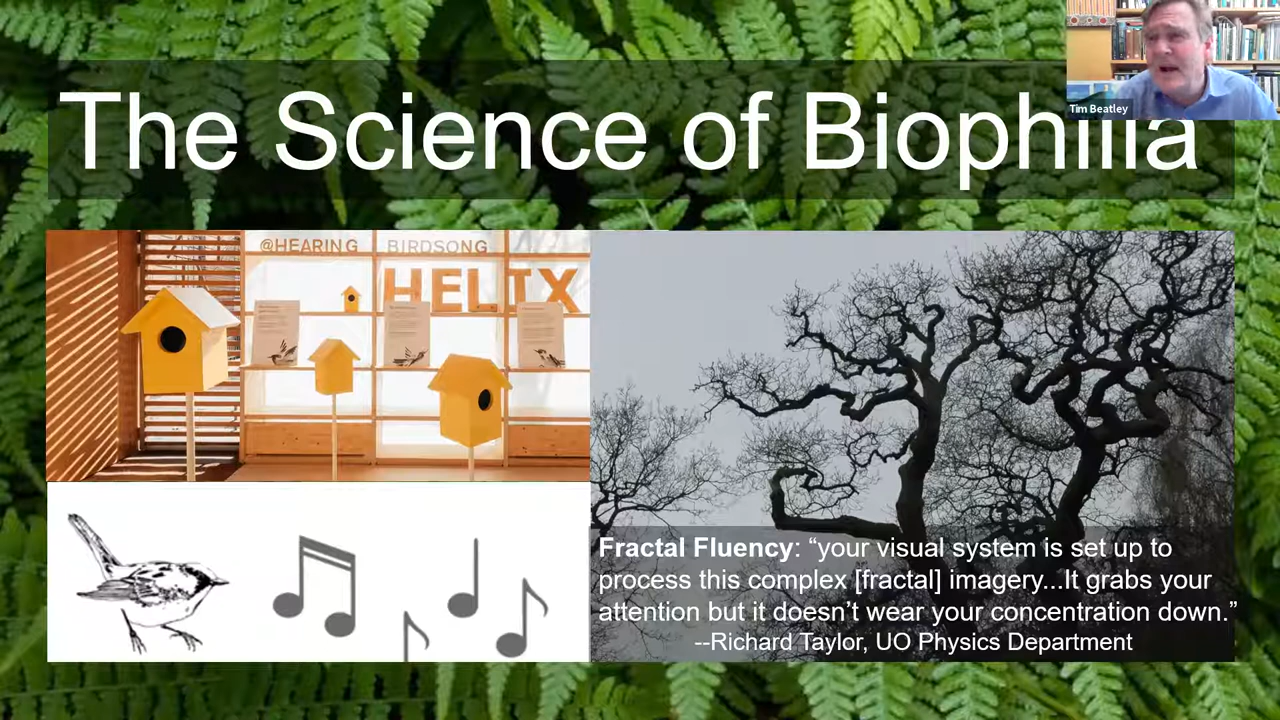 The Science of Biophilia
Tim Beatley
@HEARING BIRDSONG
HELIX
Fractal Fluency: “your visual system is set up to
process this complex [fractal] imagery...It grabs your
attention but it doesn’t wear your concentration down.”
--Richard Taylor, UO Physics Department